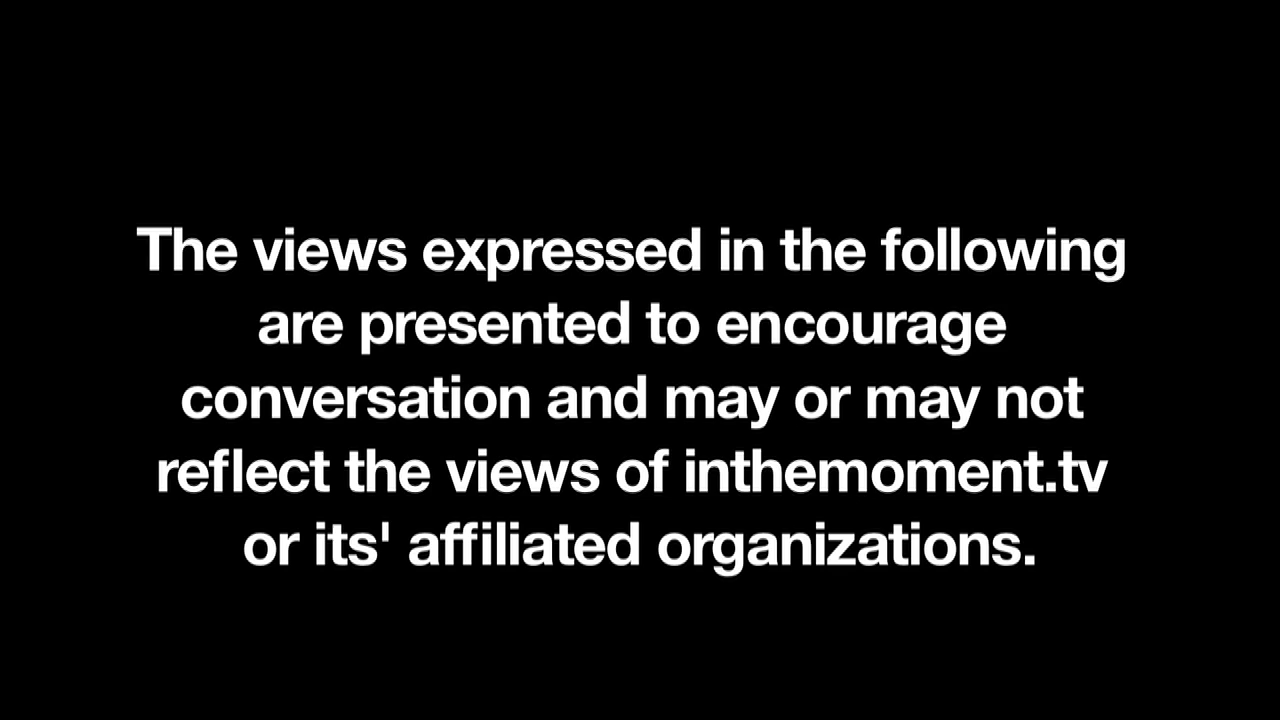 The views expressed in the following
are presented to encourage
conversation and may or may not
reflect the views of inthemoment.tv
or its' affiliated organizations.